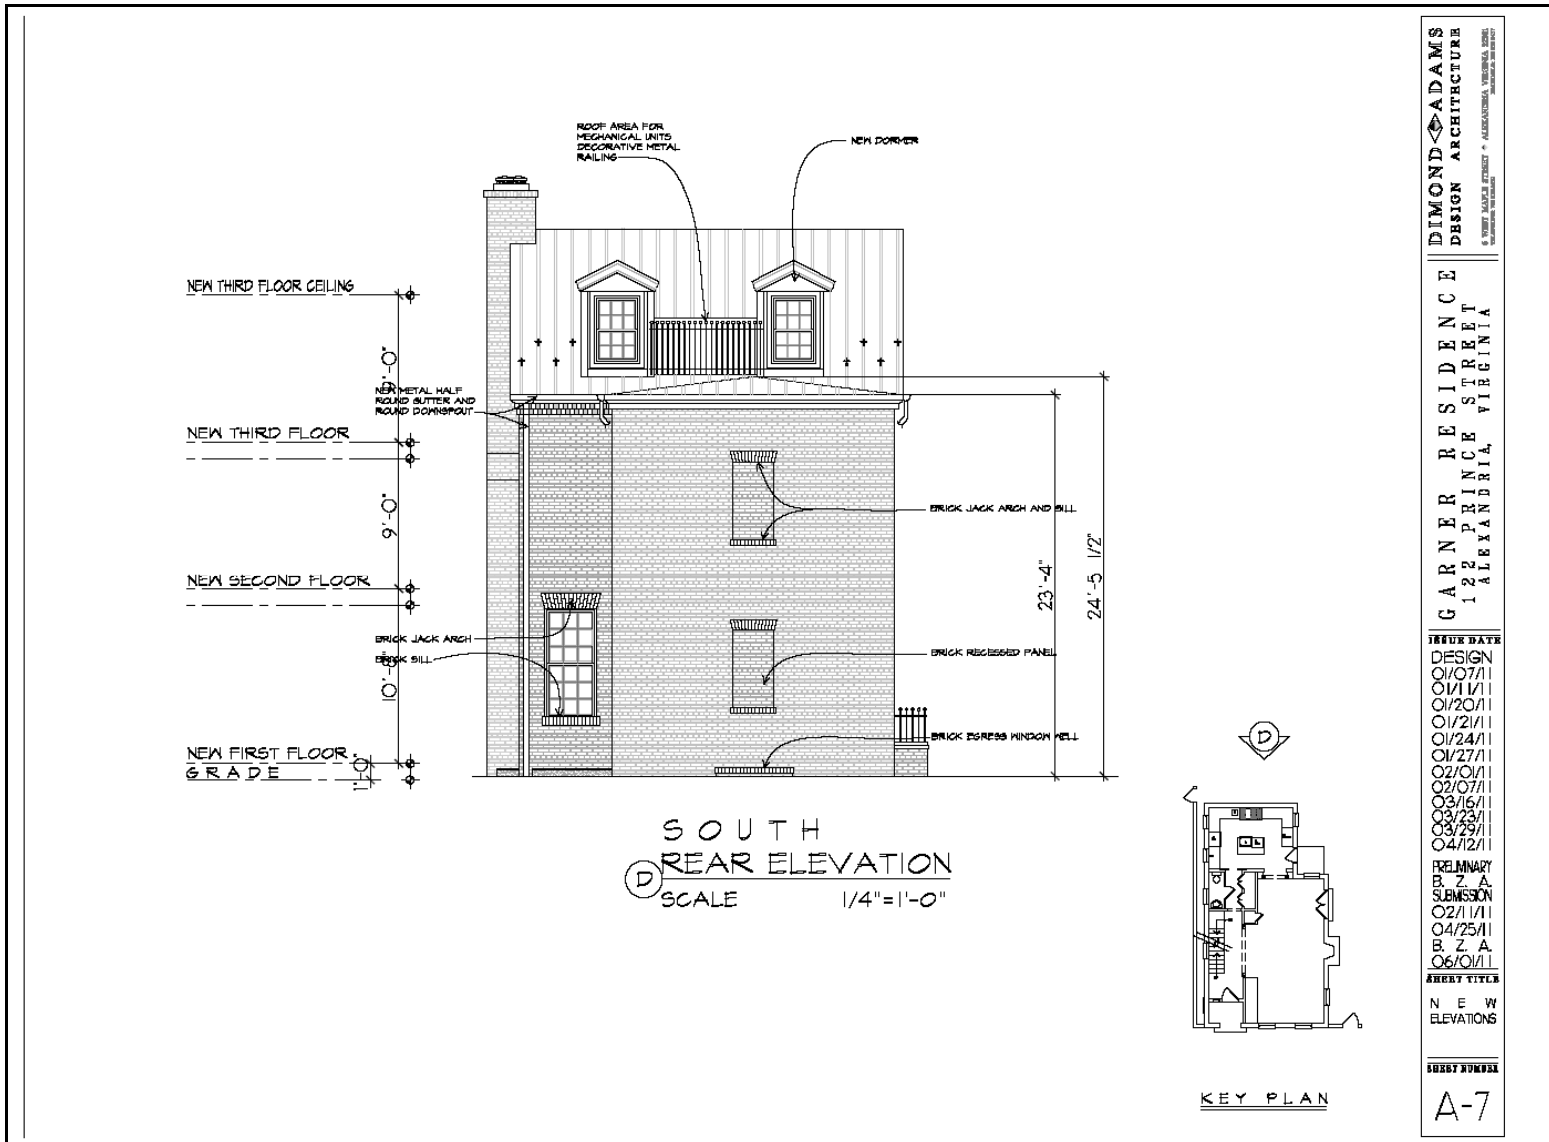 ROOF AREA FOR
MECHANICAL UNITS
DECORATIVE METAL
RAILING
NEW DORMER
NEW THIRD FLOOR CEILING
9'-0"
NEW METAL HALF
ROUND GUTTER AND
ROUND DOWNSPOUT
NEW THIRD FLOOR
9'-0"
BRICK JACK ARCH AND SILL
NEW SECOND FLOOR
BRICK JACK ARCH
BRICK SILL
10'-8"
BRICK RECESSED PANEL
BRICK EGRESS WINDOW WELL
NEW FIRST FLOOR
GRADE
1'-0"
23'-4"
24'-5 1/2"
SOUTH
D REAR ELEVATION
SCALE 1/4"=1'-0"
D
KEY PLAN
DIMOND ADAMS
DESIGN ARCHITECTURE
GARNER RESIDENCE
122 PRINCE STREET
ALEXANDRIA, VIRGINIA
ISSUE DATE
DESIGN
01/07/11
01/11/11
01/20/11
01/21/11
01/24/11
01/27/11
02/01/11
02/07/11
03/16/11
03/23/11
03/29/11
04/12/11
PRELIMINARY
B. Z. A.
SUBMISSION
02/11/11
04/25/11
B. Z. A.
06/01/11
SHEET TITLE
NEW
ELEVATIONS
SHEET NUMBER
A-7